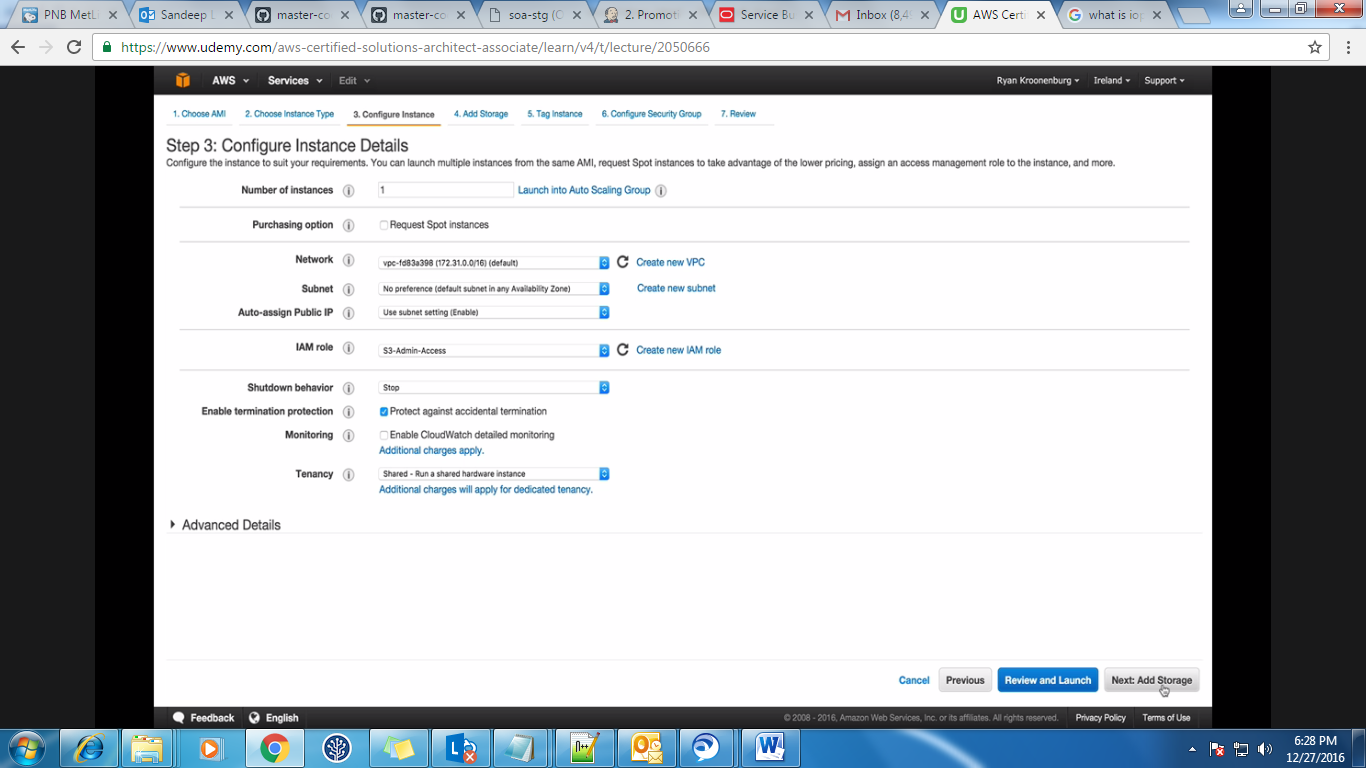 PNB MetL
Sandeep L
master-co
master-co
soa-stg (C
2. Promoti
Service Bu
Inbox (8,4
AWS Certi
what is iop
https://www.udemy.com/aws-certified-solutions-architect-associate/learn/v4/t/lecture/2050666
AWS Services Edit Ryan Kroonenburg Ireland Support
1. Choose AMI 2. Choose Instance Type 3. Configure Instance 4. Add Storage 5. Tag Instance 6. Configure Security Group 7. Review
Step 3: Configure Instance Details
Configure the instance to suit your requirements. You can launch multiple instances from the same AMI, request Spot instances to take advantage of the lower pricing, assign an access management role to the instance, and more.
Number of instances 1 Launch into Auto Scaling Group
Purchasing option Request Spot instances
Network vpc-fd83a398 (172.31.0.0/16) (default) Create new VPC
Subnet No preference (default subnet in any Availability Zone) Create new subnet
Auto-assign Public IP Use subnet setting (Enable)
IAM role S3-Admin-Access Create new IAM role
Shutdown behavior Stop
Enable termination protection Protect against accidental termination
Monitoring Enable CloudWatch detailed monitoring
Additional charges apply.
Tenancy Shared - Run a shared hardware instance
Additional charges will apply for dedicated tenancy.
Advanced Details
Cancel Previous Review and Launch Next: Add Storage
Feedback English © 2008 - 2016, Amazon Web Services, Inc. or its affiliates. All rights reserved. Privacy Policy Terms of Use
6:28 PM
12/27/2016